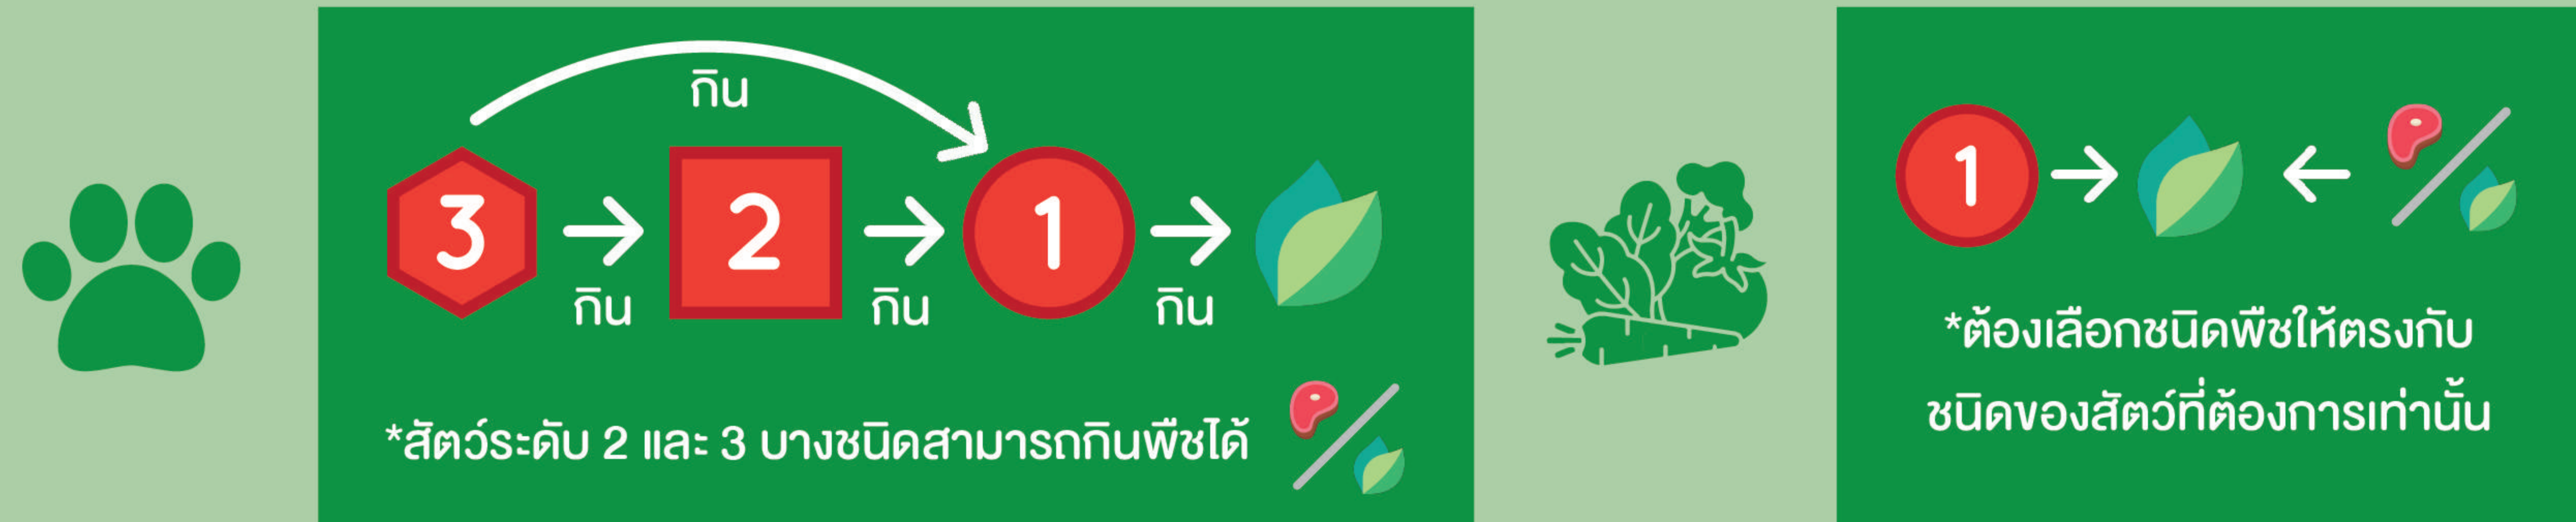 กิน
3 2 1
กิน กิน กิน
*สัตว์ระดับ 2 และ 3 บางชนิดสามารถกินพืชได้
1
*ต้องเลือกชนิดพืชให้ตรงกับ
ชนิดของสัตว์ที่ต้องการเท่านั้น